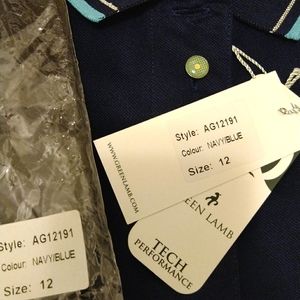 Style: AG12191
Colour: NAVY/BLUE
Size: 12
WWW.GREENLAMB.
GREEN LAMB
TECH
PERFORMANCE
Style: AG12191
Colour: NAVY/BLUE
Size: 12